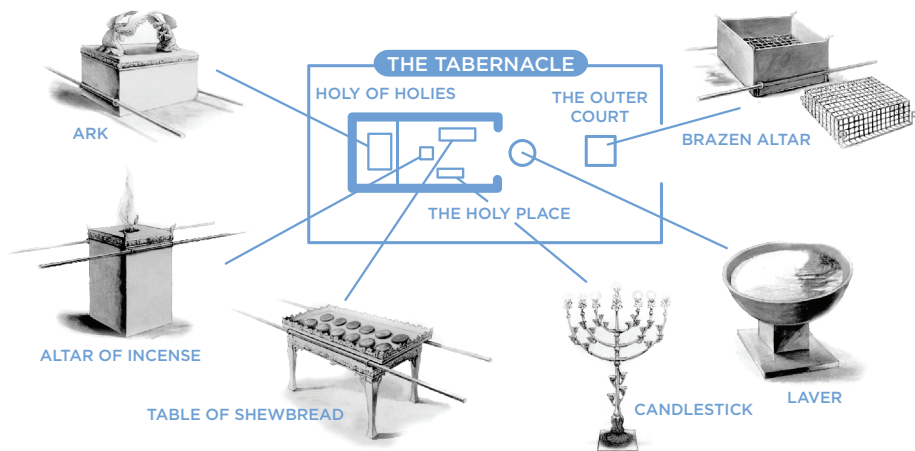 THE TABERNACLE
HOLY OF HOLIES
THE OUTER
COURT
ARK
BRAZEN ALTAR
THE HOLY PLACE
ALTAR OF INCENSE
TABLE OF SHEWBREAD
CANDLESTICK
LAVER